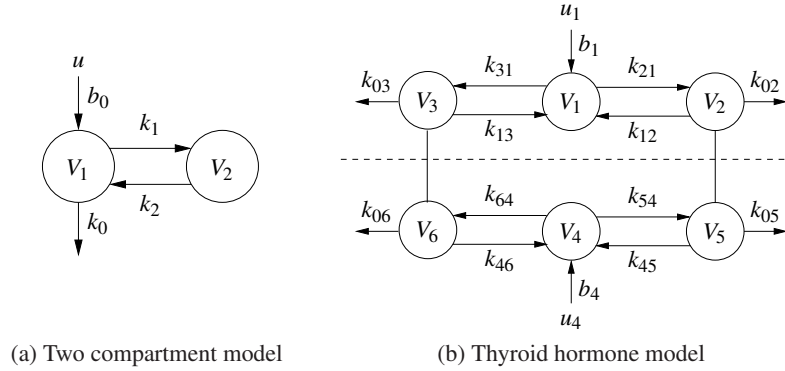 u
b0
k1
V1
V2
k2
k0
(a) Two compartment model
u1
b1
k03
k31
k21
k02
V3
V1
V2
k13
k12
k06
k64
k54
k05
V6
V4
V5
k46
k45
b4
u4
(b) Thyroid hormone model